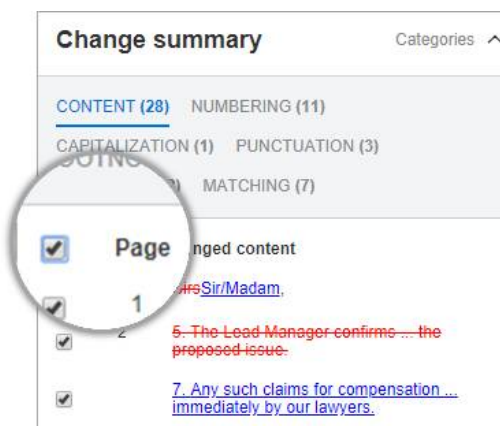 Change summary Categories
CONTENT (28) NUMBERING (11)
CAPITALIZATION (1) PUNCTUATION (3)
MATCHING (7)
Page nged content
1 Sir/Madam,
2 5. The Lead Manager confirms ... the
proposed issue.
7. Any such claims for compensation ...
immediately by our lawyers.